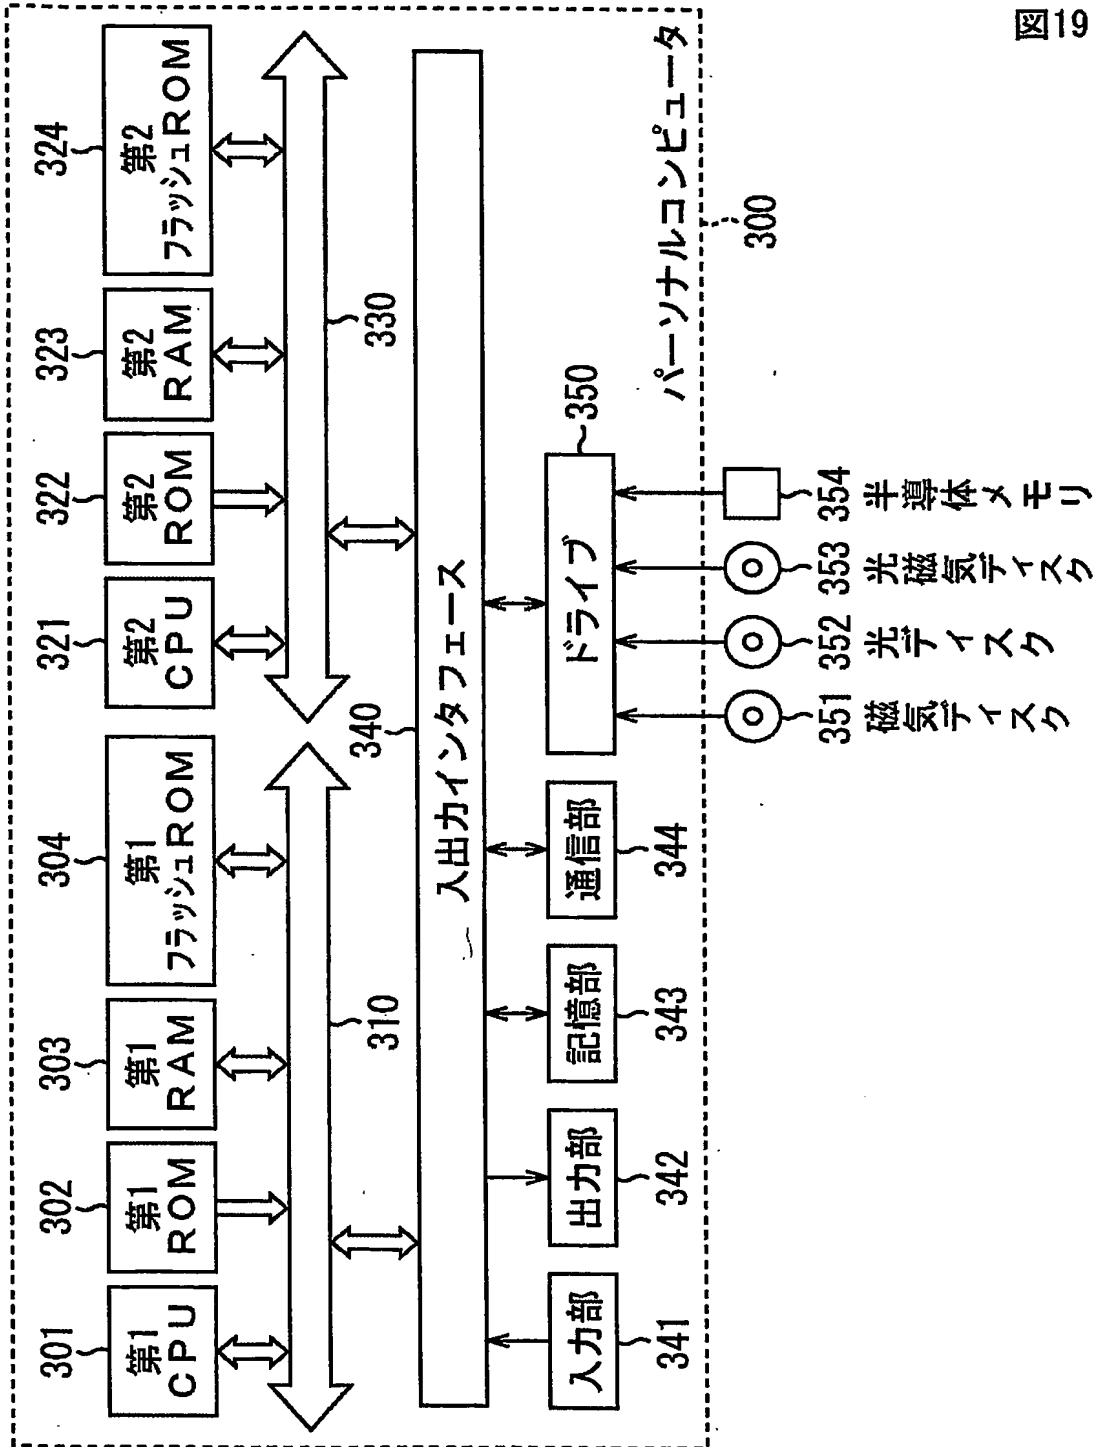 図19
301
第1
CPU
302
第1
ROM
303
第1
RAM
304
第1
フラッシュROM
321
第2
CPU
322
第2
ROM
323
第2
RAM
324
第2
フラッシュROM
310
330
340
入出力インタフェース
入力部
341
出力部
342
記憶部
343
通信部
344
ドライブ
350
パーソナルコンピュータ
300
351
磁気ディスク
352
光ディスク
353
光磁気ディスク
354
半導体メモリ